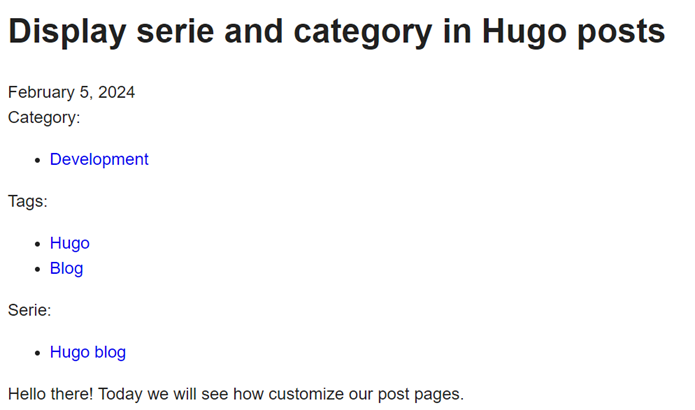 Display serie and category in Hugo posts
February 5, 2024
Category:
Development
Tags:
Hugo
Blog
Serie:
Hugo blog
Hello there! Today we will see how customize our post pages.